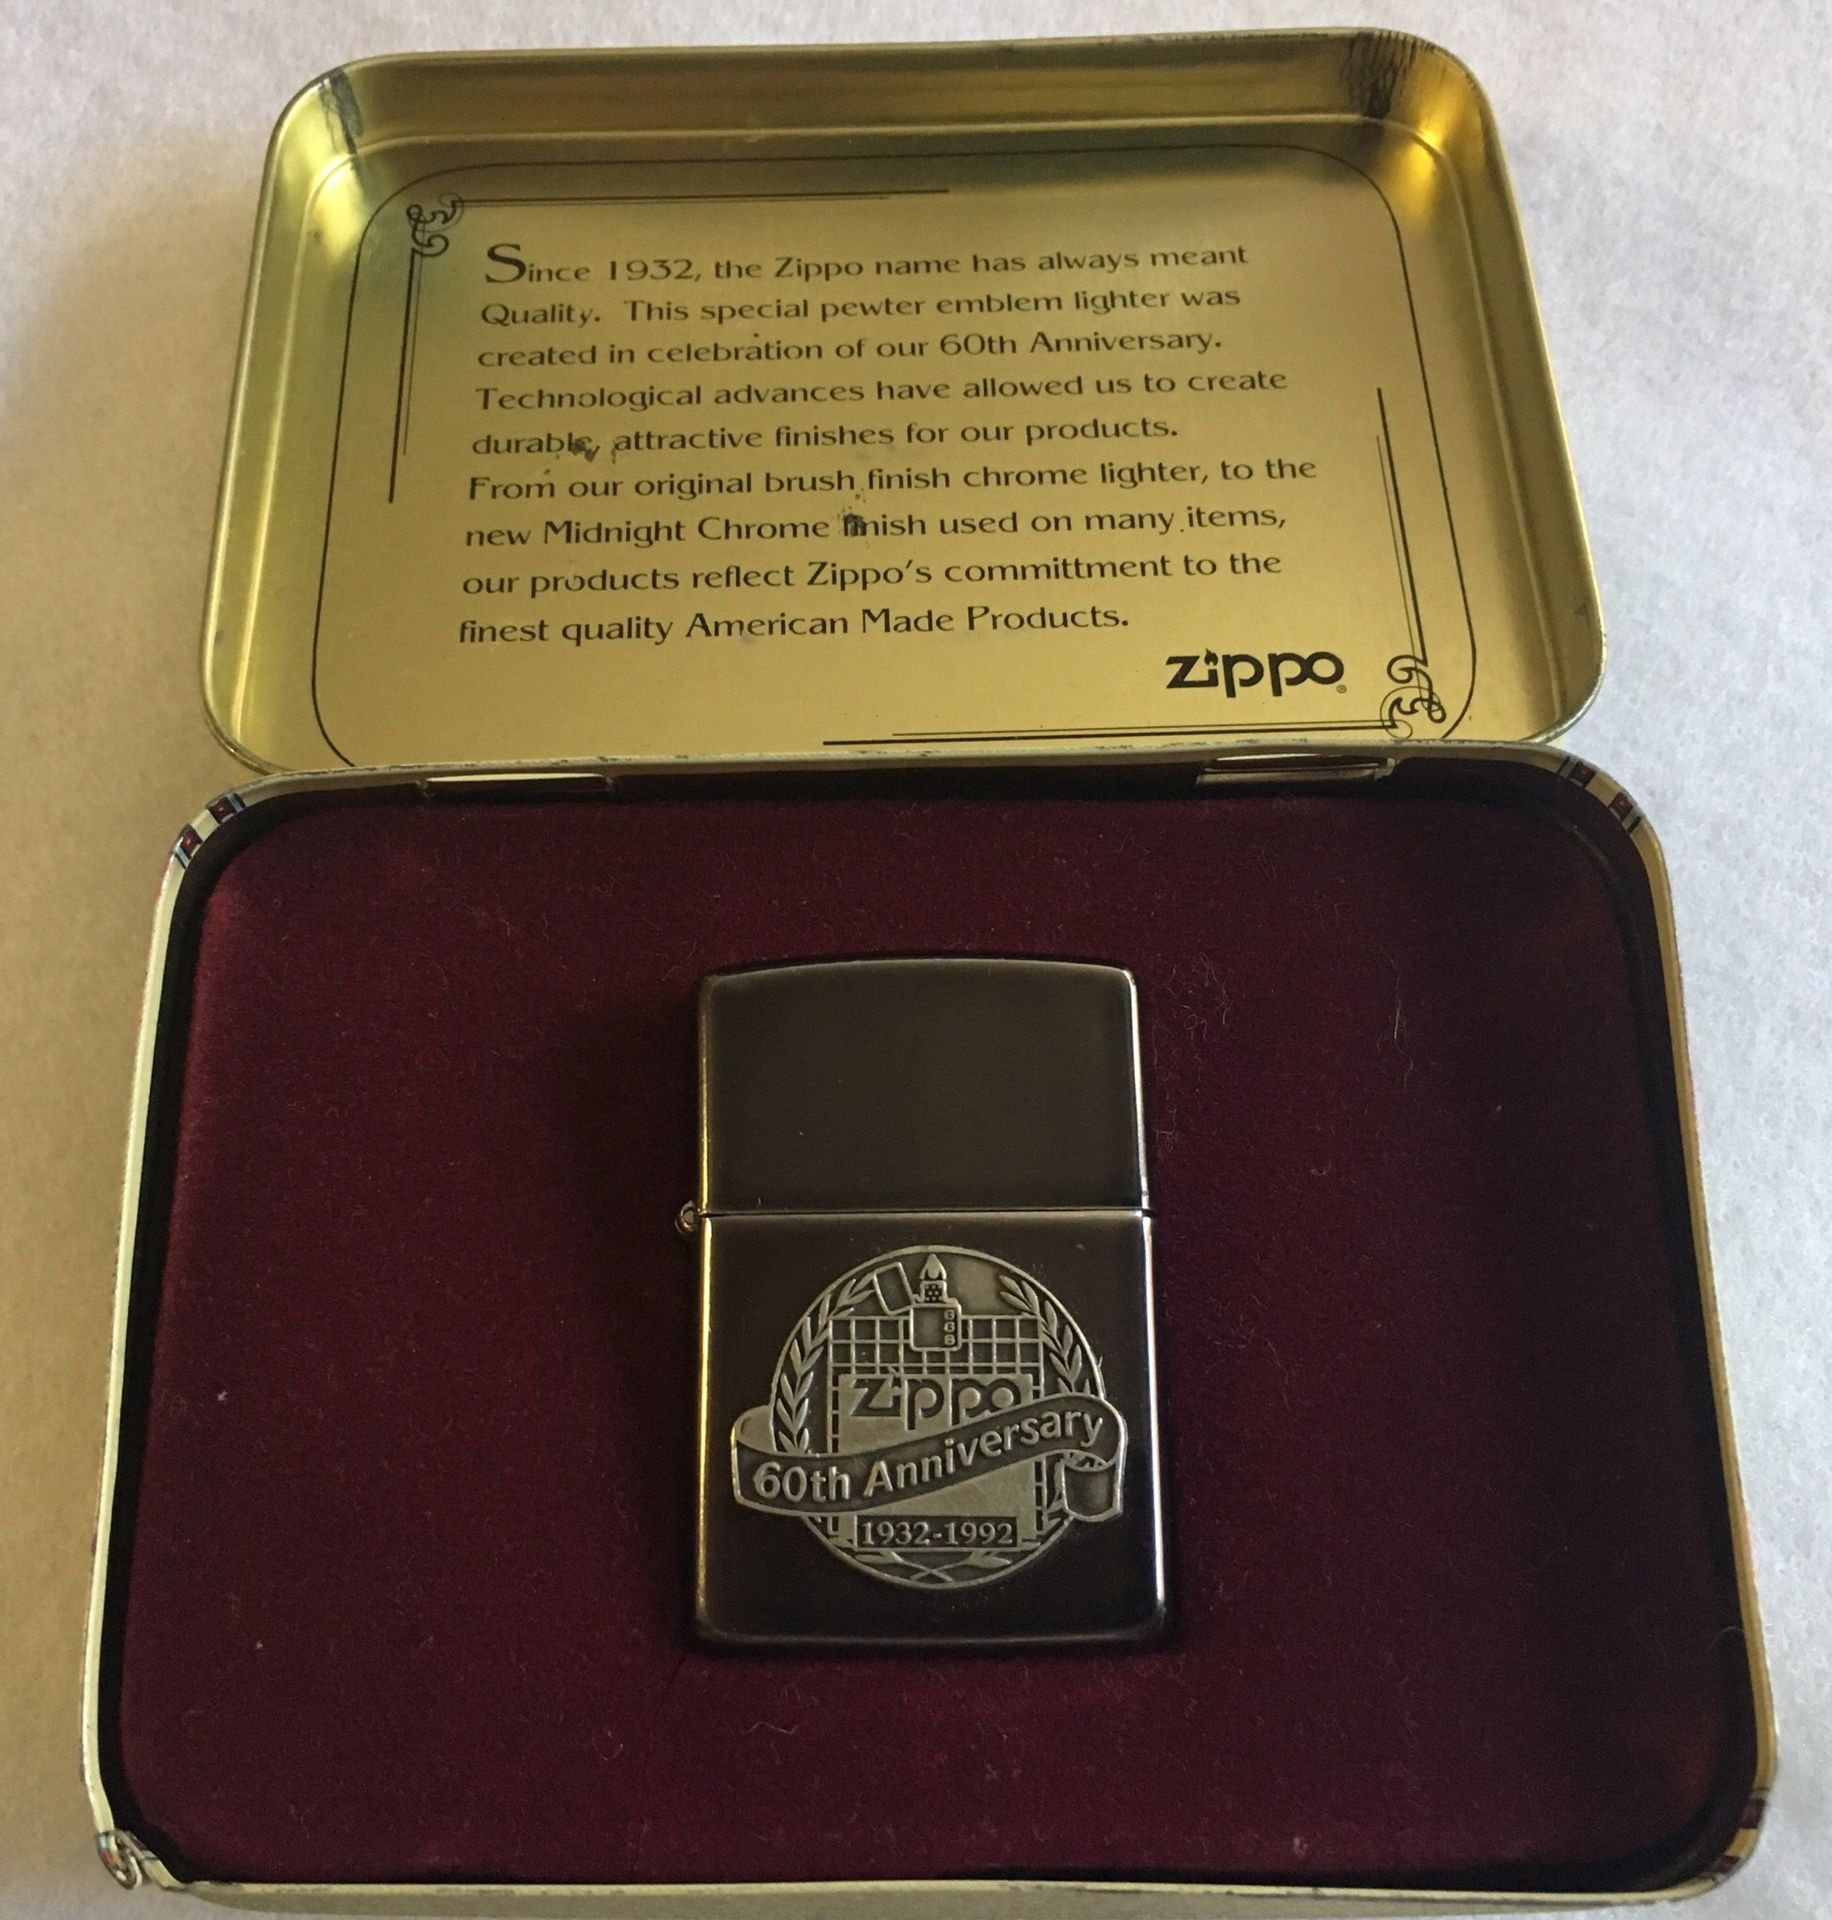 Since 1932, the Zippo name has always meant
Quality. This special pewter emblem lighter was
created in celebration of our 60th Anniversary.
Technological advances have allowed us to create
durable, attractive finishes for our products.
From our original brush finish chrome lighter, to the
new Midnight Chrome finish used on many items,
our products reflect Zippo's committment to the
finest quality American Made Products.
zippo®
zippo
60th Anniversary
1932-1992